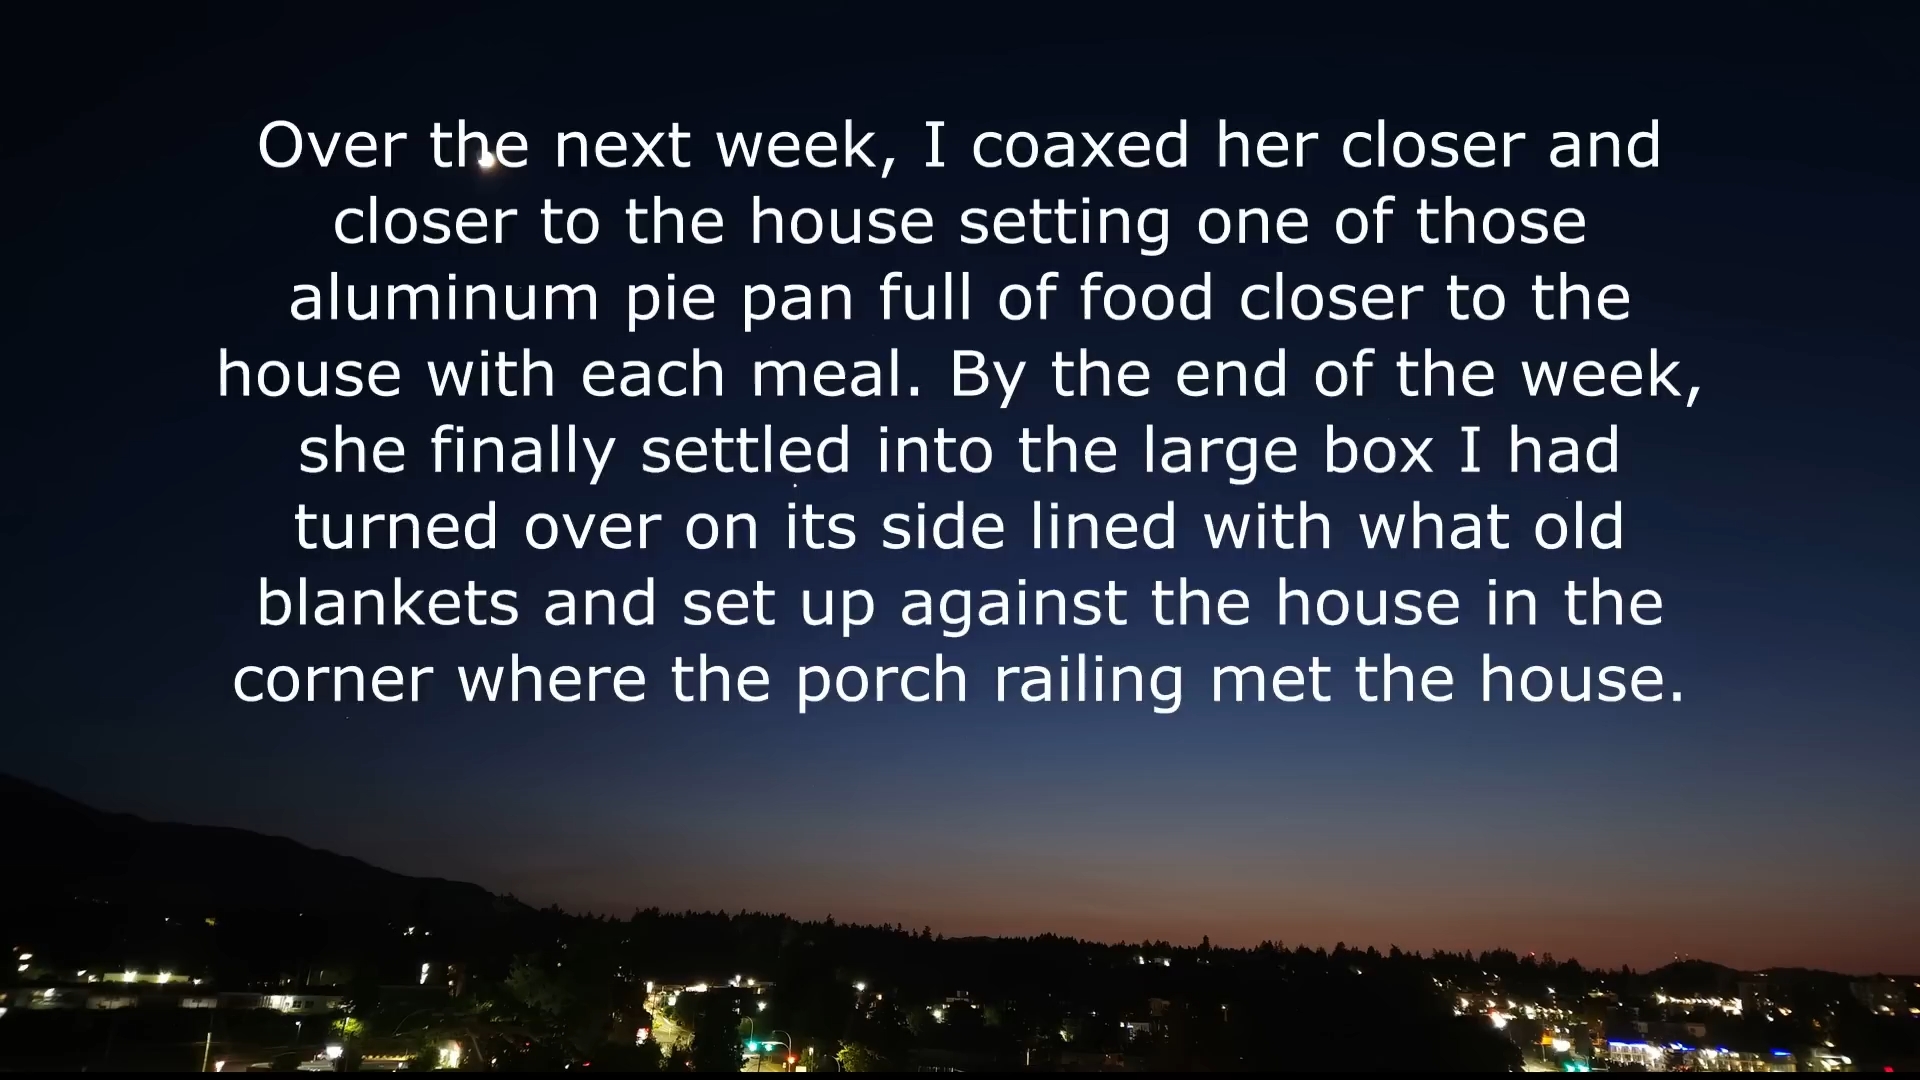 Over the next week, I coaxed her closer and
closer to the house setting one of those
aluminum pie pan full of food closer to the
house with each meal. By the end of the week,
she finally settled into the large box I had
turned over on its side lined with what old
blankets and set up against the house in the
corner where the porch railing met the house.